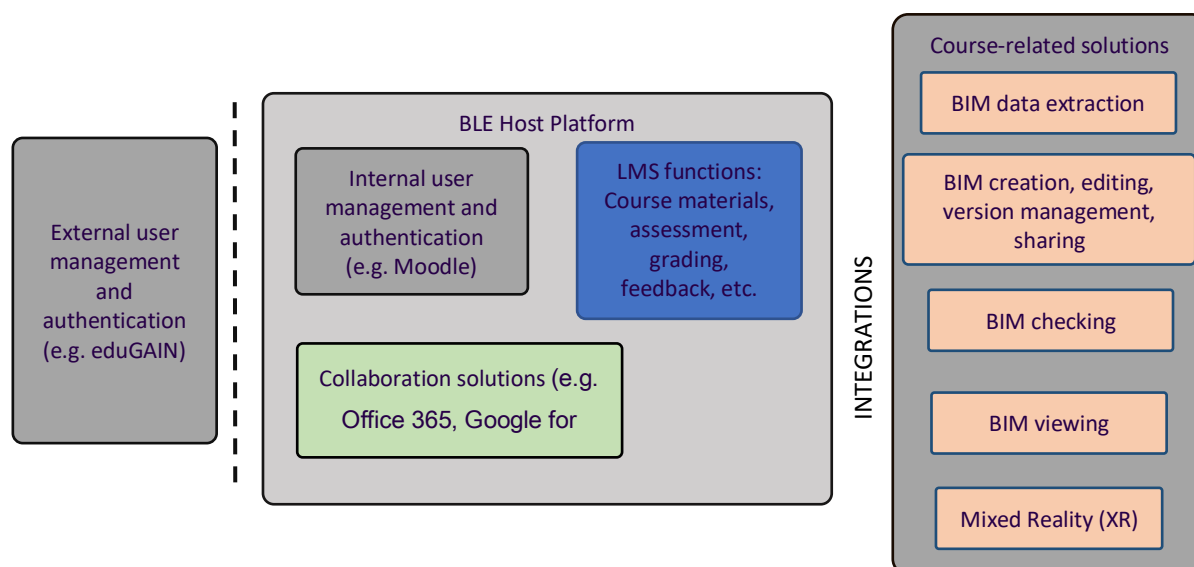 External user
management
and
authentication
(e.g. eduGAIN)
BLE Host Platform
Internal user
management and
authentication
(e.g. Moodle)
LMS functions:
Course materials,
assessment,
grading,
feedback, etc.
Collaboration solutions (e.g.
Office 365, Google for
INTEGRATIONS
Course-related solutions
BIM data extraction
BIM creation, editing,
version management,
sharing
BIM checking
BIM viewing
Mixed Reality (XR)